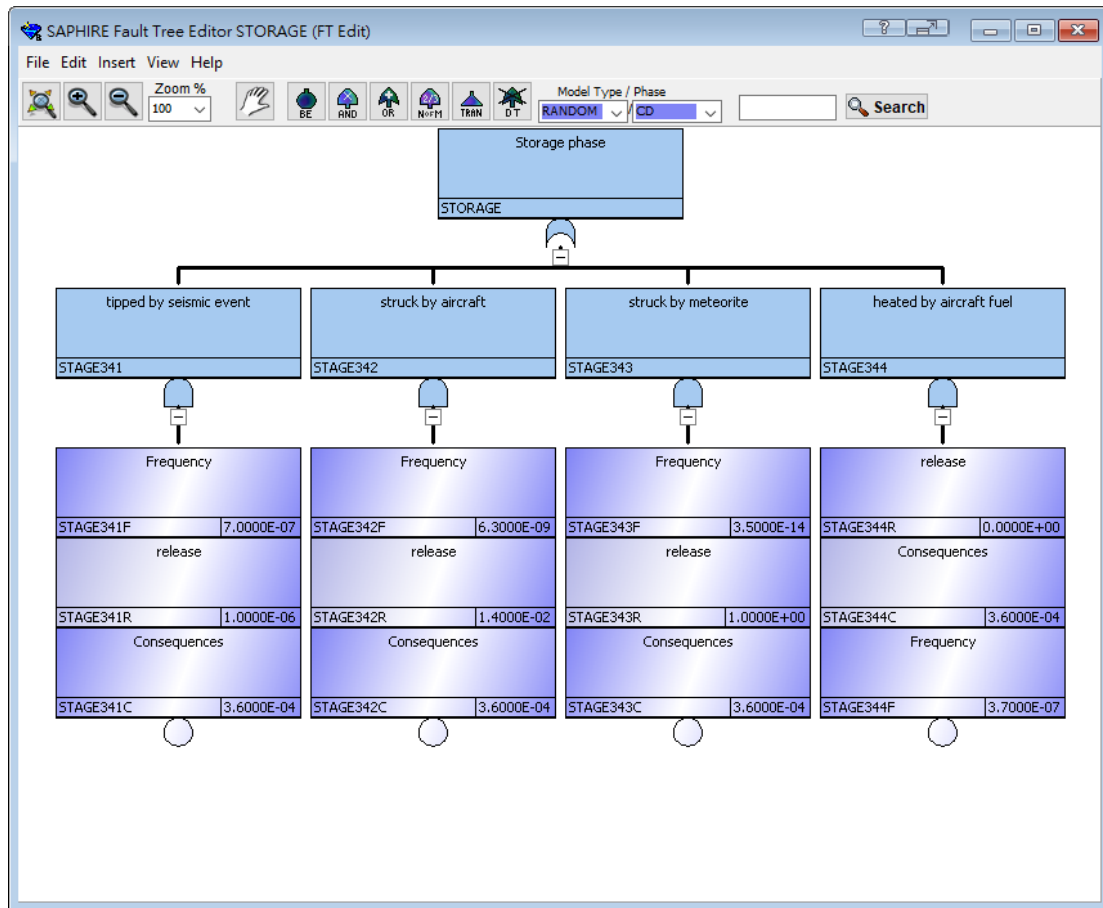 SAPHIRE Fault Tree Editor STORAGE (FT Edit)
File Edit Insert View Help
Zoom %
100
BE
AND
OR
NorM
TRAN
DT
Model Type / Phase
RANDOM / CD
Search
Storage phase
STORAGE
tipped by seismic event
STAGE341
struck by aircraft
STAGE342
struck by meteorite
STAGE343
heated by aircraft fuel
STAGE344
Frequency
STAGE341F 7.0000E-07
release
STAGE341R 1.0000E-06
Consequences
STAGE341C 3.6000E-04
Frequency
STAGE342F 6.3000E-09
release
STAGE342R 1.4000E-02
Consequences
STAGE342C 3.6000E-04
Frequency
STAGE343F 3.5000E-14
release
STAGE343R 1.0000E+00
Consequences
STAGE343C 3.6000E-04
release
STAGE344R 0.0000E+00
Consequences
STAGE344C 3.6000E-04
Frequency
STAGE344F 3.7000E-07